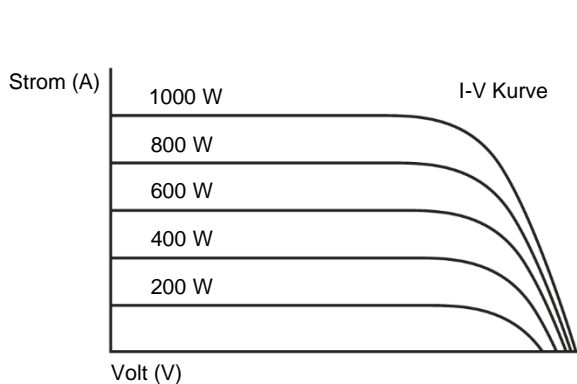 Strom (A)
I-V Kurve
1000 W
800 W
600 W
400 W
200 W
Volt (V)